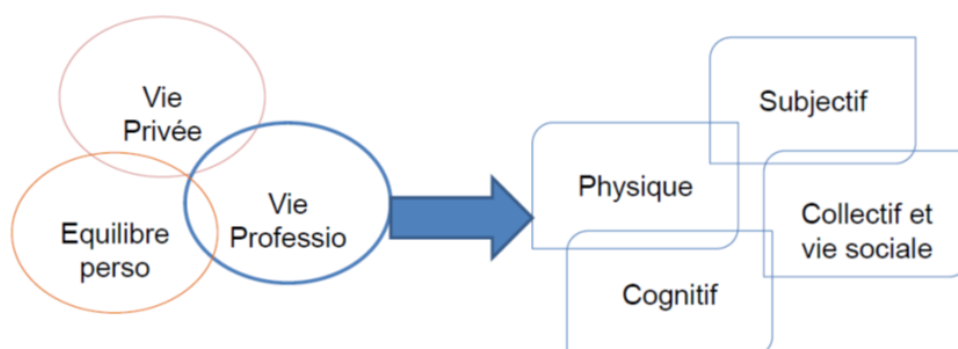 Vie
Privée
Equilibre
perso
Vie
Professio
Physique
Subjectif
Collectif et
vie sociale
Cognitif